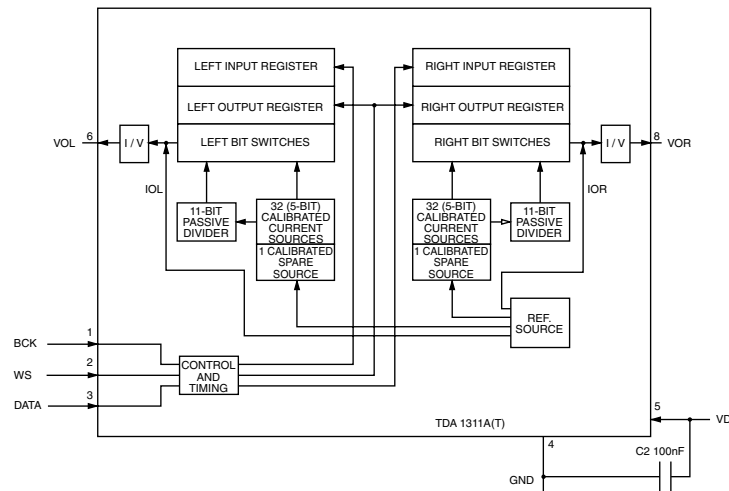 LEFT INPUT REGISTER
RIGHT INPUT REGISTER
LEFT OUTPUT REGISTER
RIGHT OUTPUT REGISTER
6
VOL
I / V
LEFT BIT SWITCHES
RIGHT BIT SWITCHES
I / V
8
VOR
IOL
IOR
11-BIT
PASSIVE
DIVIDER
32 (5-BIT)
CALIBRATED
CURRENT
SOURCES
1 CALIBRATED
SPARE
SOURCE
32 (5-BIT)
CALIBRATED
CURRENT
SOURCES
1 CALIBRATED
SPARE
SOURCE
11-BIT
PASSIVE
DIVIDER
REF.
SOURCE
1
BCK
2
WS
3
DATA
CONTROL
AND
TIMING
TDA 1311A(T)
5
VD
4
GND
C2 100nF